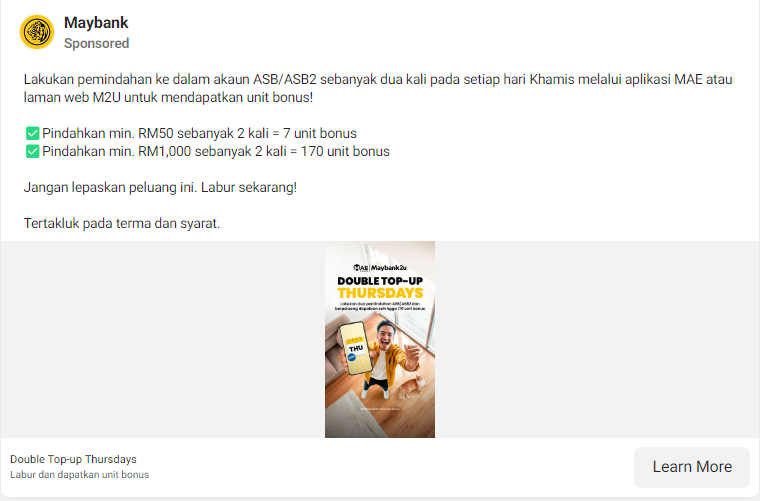 Maybank
Sponsored
Lakukan pemindahan ke dalam akaun ASB/ASB2 sebanyak dua kali pada setiap hari Khamis melalui aplikasi MAE atau
laman web M2U untuk mendapatkan unit bonus!
✅Pindahkan min. RM50 sebanyak 2 kali = 7 unit bonus
✅Pindahkan min. RM1,000 sebanyak 2 kali = 170 unit bonus
Jangan lepaskan peluang ini. Labur sekarang!
Tertakluk pada terma dan syarat.
MAE Maybank2u
DOUBLE TOP-UP
THURSDAYS
Lakukan dua pemindahan ASB/ASB2 dan
berpeluang dapatkan sehingga 170 unit bonus
THU
Double Top-up Thursdays
Labur dan dapatkan unit bonus
Learn More